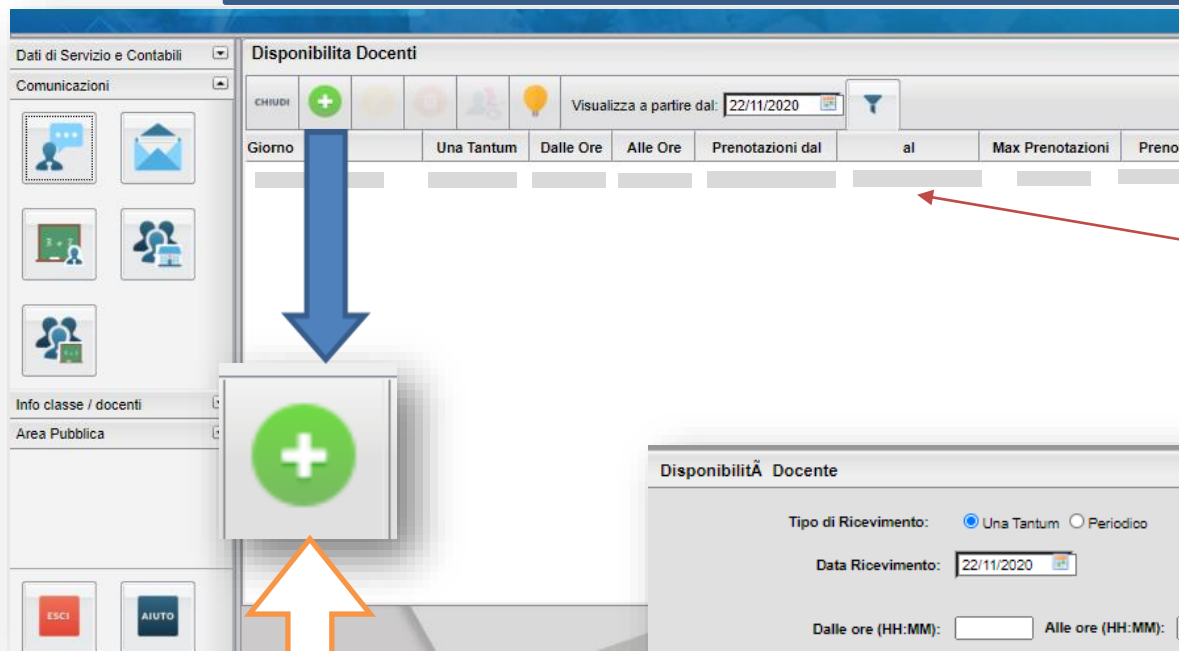 Dati di Servizio e Contabili
Comunicazioni
Info classe / docenti
Area Pubblica
ESCI
AIUTO
Disponibilita Docenti
CHIUDI
Visualizza a partire dal: 22/11/2020
Giorno Una Tantum Dalle Ore Alle Ore Prenotazioni dal al Max Prenotazioni Preno
DisponibilitÃ Docente
Tipo di Ricevimento: Una Tantum Periodico
Data Ricevimento: 22/11/2020
Dalle ore (HH:MM): Alle ore (HH:MM):